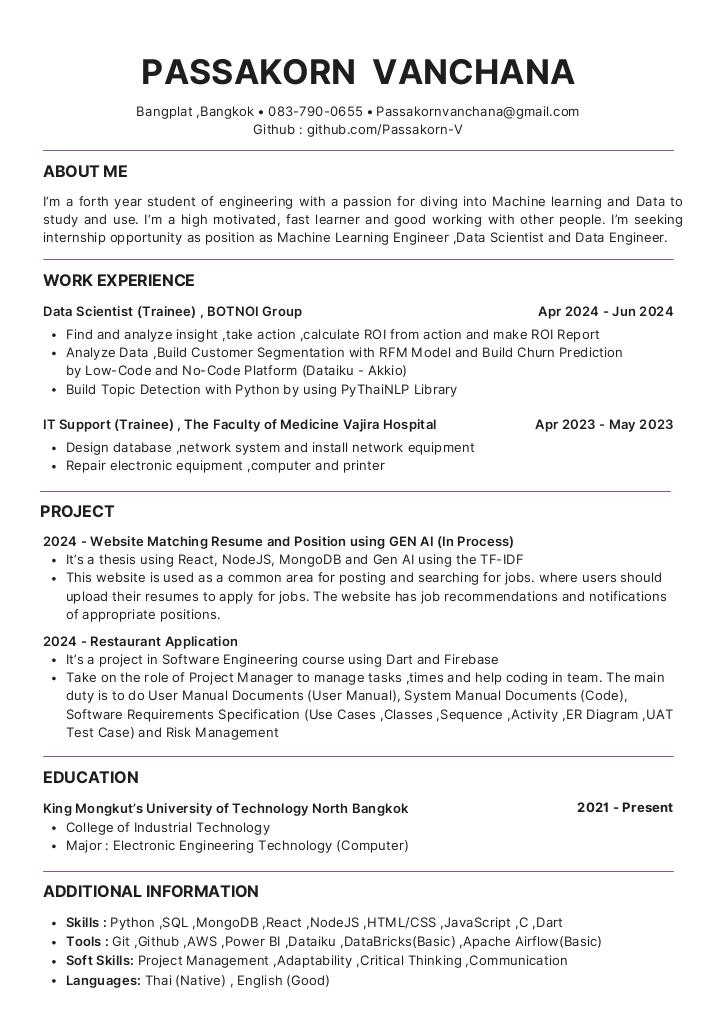 PASSAKORN VANCHANA
Bangplat ,Bangkok • 083-790-0655 • Passakornvanchana@gmail.com
Github : github.com/Passakorn-V
ABOUT ME
I’m a forth year student of engineering with a passion for diving into Machine learning and Data to
study and use. I’m a high motivated, fast learner and good working with other people. I’m seeking
internship opportunity as position as Machine Learning Engineer ,Data Scientist and Data Engineer.
WORK EXPERIENCE
Data Scientist (Trainee) , BOTNOI Group Apr 2024 - Jun 2024
• Find and analyze insight ,take action ,calculate ROI from action and make ROI Report
• Analyze Data ,Build Customer Segmentation with RFM Model and Build Churn Prediction
by Low-Code and No-Code Platform (Dataiku - Akkio)
• Build Topic Detection with Python by using PyThaiNLP Library
IT Support (Trainee) , The Faculty of Medicine Vajira Hospital Apr 2023 - May 2023
• Design database ,network system and install network equipment
• Repair electronic equipment ,computer and printer
PROJECT
2024 - Website Matching Resume and Position using GEN AI (In Process)
• It’s a thesis using React, NodeJS, MongoDB and Gen AI using the TF-IDF
• This website is used as a common area for posting and searching for jobs. where users should
upload their resumes to apply for jobs. The website has job recommendations and notifications
of appropriate positions.
2024 - Restaurant Application
• It’s a project in Software Engineering course using Dart and Firebase
• Take on the role of Project Manager to manage tasks ,times and help coding in team. The main
duty is to do User Manual Documents (User Manual), System Manual Documents (Code),
Software Requirements Specification (Use Cases ,Classes ,Sequence ,Activity ,ER Diagram ,UAT
Test Case) and Risk Management
EDUCATION
King Mongkut’s University of Technology North Bangkok 2021 - Present
• College of Industrial Technology
• Major : Electronic Engineering Technology (Computer)
ADDITIONAL INFORMATION
• Skills : Python ,SQL ,MongoDB ,React ,NodeJS ,HTML/CSS ,JavaScript ,C ,Dart
• Tools : Git ,Github ,AWS ,Power BI ,Dataiku ,DataBricks(Basic) ,Apache Airflow(Basic)
• Soft Skills: Project Management ,Adaptability ,Critical Thinking ,Communication
• Languages: Thai (Native) , English (Good)